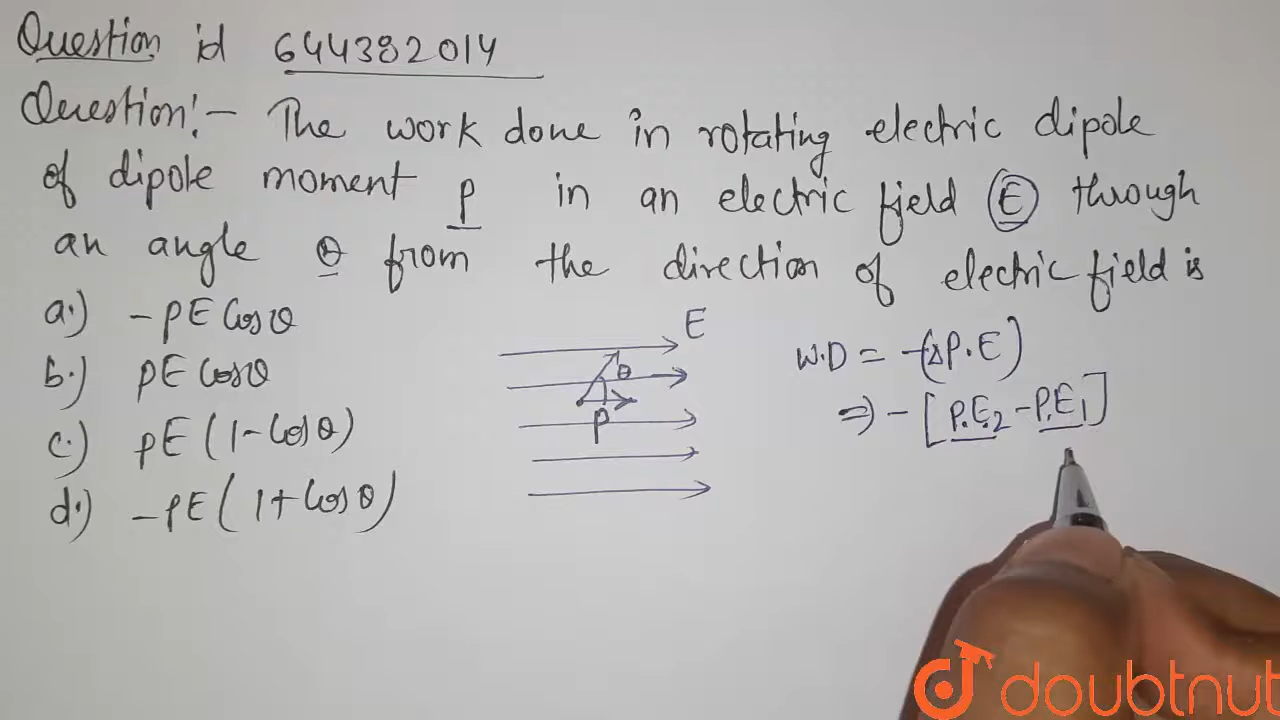 Question id 644382014
Question:- The work done in rotating electric dipole
of dipole moment p in an electric field E through
an angle θ from the direction of electric field is
a.) -PE Cosθ
b.) PE Cosθ
c.) PE(1-Cosθ)
d.) -PE(1+Cosθ)
E
θ
P
W.D = -(ΔP.E)
⇒ -[P.E2 - P.E1]
doubtnut